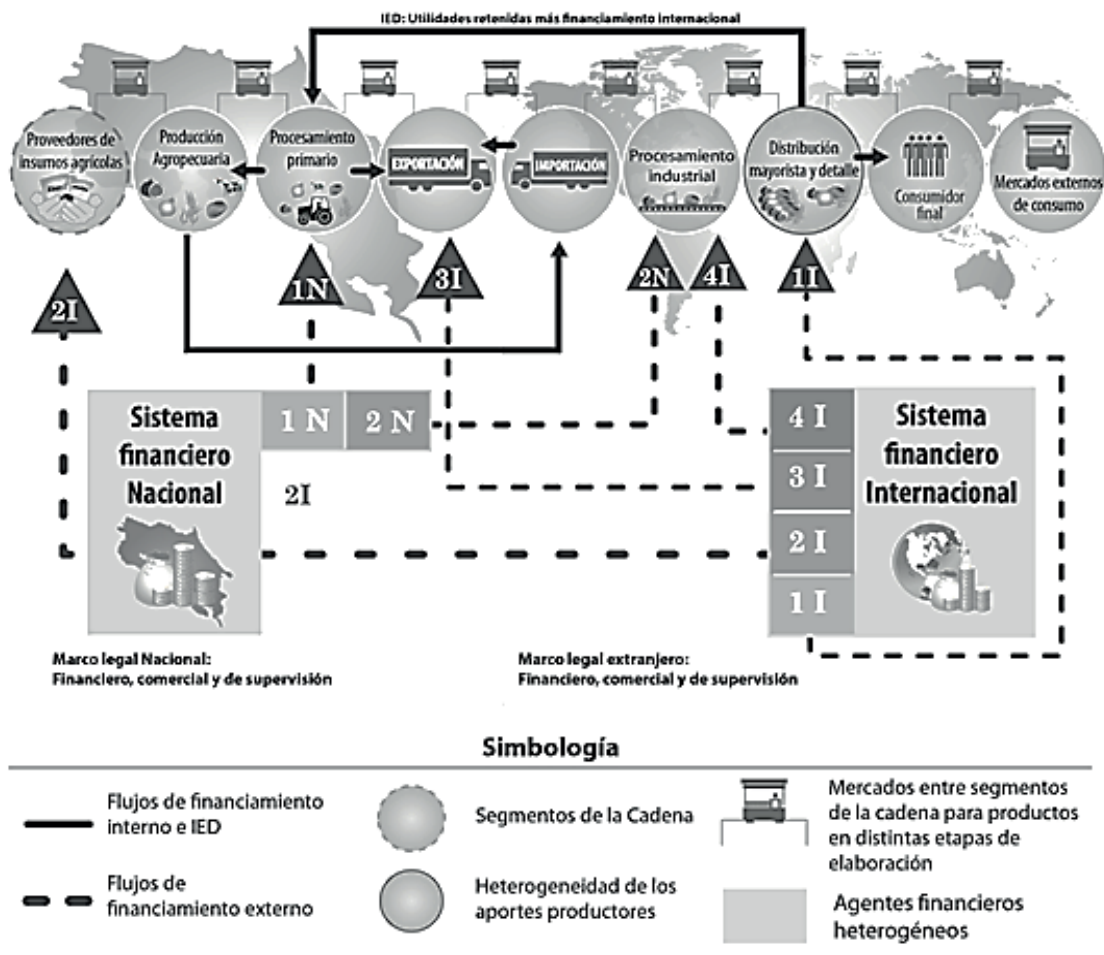 IED: Utilidades retenidas más financiamiento internacional
Proveedores de
insumos agrícolas
Producción
Agropecuaria
Procesamiento
primario
EXPORTACIÓN
IMPORTACIÓN
Procesamiento
industrial
Distribución
mayorista y detalle
Consumidor
final
Mercados externos
de consumo
2I
1N
3I
2N
4I
1I
Sistema
financiero
Nacional
1 N
2 N
2I
4 I
3 I
2 I
1 I
Sistema
financiero
Internacional
Marco legal Nacional:
Financiero, comercial y de supervisión
Marco legal extranjero:
Financiero, comercial y de supervisión
Simbología
Flujos de financiamiento
interno e IED
Segmentos de la Cadena
Mercados entre segmentos
de la cadena para productos
en distintas etapas de
elaboración
Flujos de
financiamiento externo
Heterogeneidad de los
aportes productores
Agentes financieros
heterogéneos